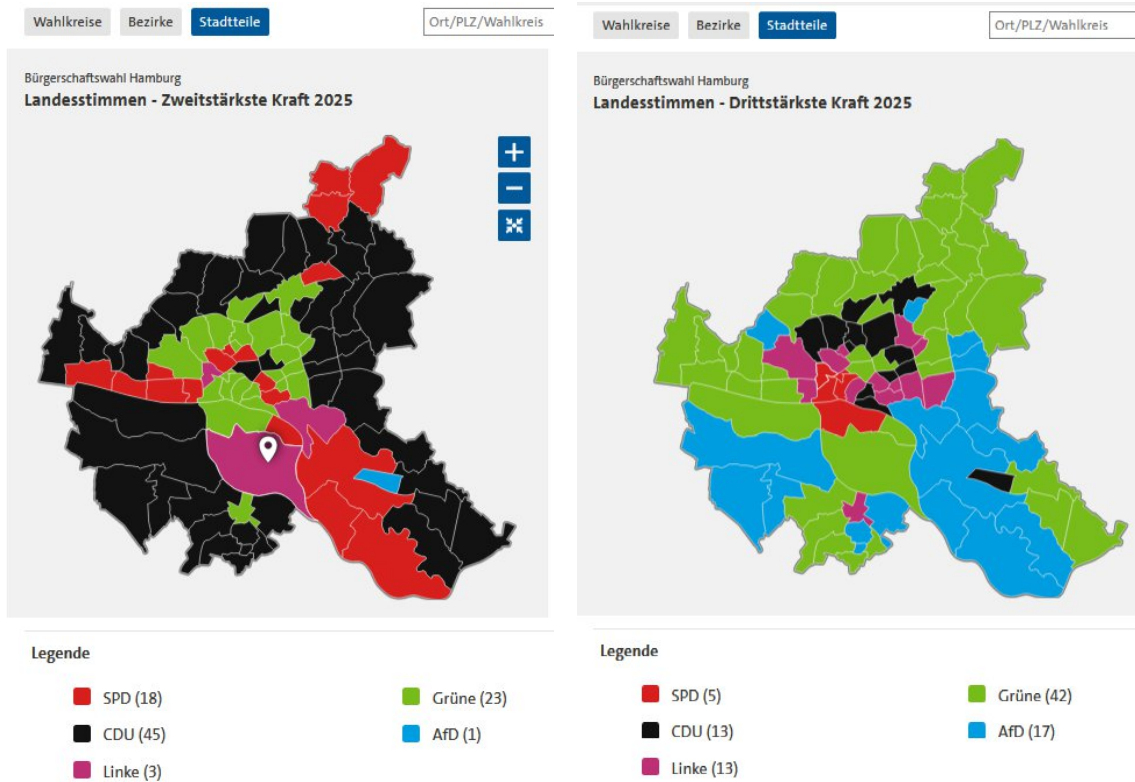 Wahlkreise Bezirke Stadtteile Ort/PLZ/Wahlkreis
Bürgerschaftswahl Hamburg
Landesstimmen - Zweitstärkste Kraft 2025
Legende
SPD (18)
Grüne (23)
CDU (45)
AfD (1)
Linke (3)
Wahlkreise Bezirke Stadtteile Ort/PLZ/Wahlkreis
Bürgerschaftswahl Hamburg
Landesstimmen - Drittstärkste Kraft 2025
Legende
SPD (5)
Grüne (42)
CDU (13)
AfD (17)
Linke (13)